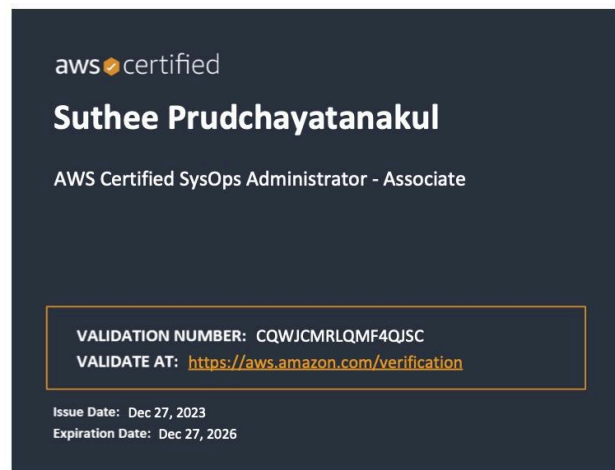 aws certified
Suthee Prudchayatanakul
AWS Certified SysOps Administrator - Associate
VALIDATION NUMBER: CQWJCMRLQMF4QJSC
VALIDATE AT: https://aws.amazon.com/verification
Issue Date: Dec 27, 2023
Expiration Date: Dec 27, 2026